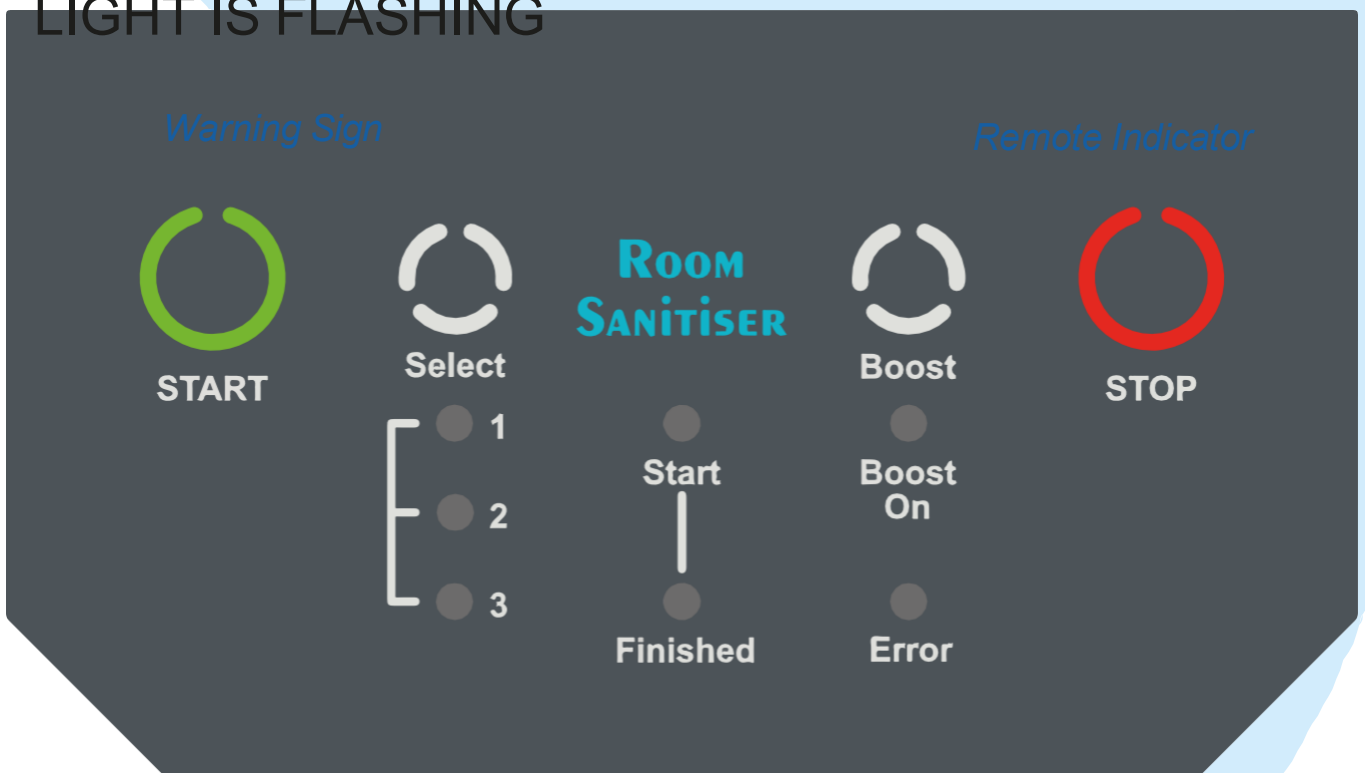 LIGHT IS FLASHING
Warning Sign
Remote Indicator
ROOM
SANITISER
START
Select
Boost
STOP
1
2
3
Start
Finished
Boost
On
Error